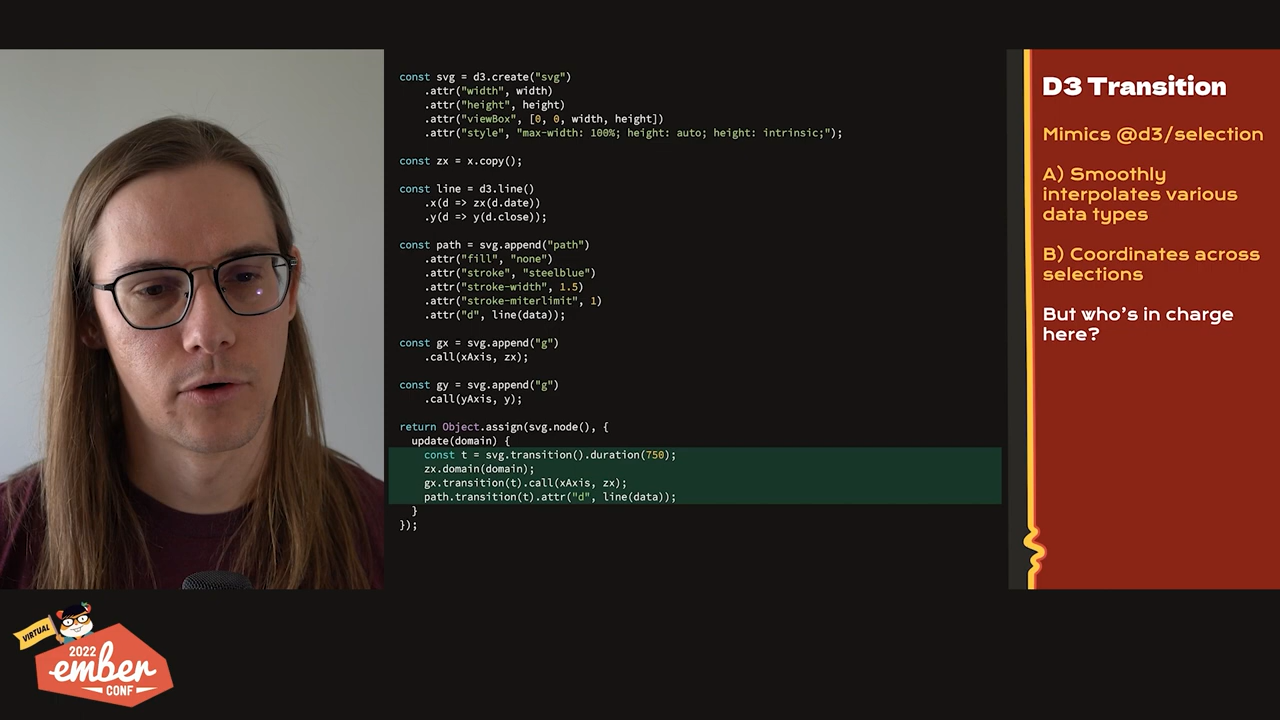 const svg = d3.create("svg")
.attr("width", width)
.attr("height", height)
.attr("viewBox", [0, 0, width, height])
.attr("style", "max-width: 100%; height: auto; height: intrinsic;");
const zx = x.copy();
const line = d3.line()
.x(d => zx(d.date))
.y(d => y(d.close));
const path = svg.append("path")
.attr("fill", "none")
.attr("stroke", "steelblue")
.attr("stroke-width", 1.5)
.attr("stroke-miterlimit", 1)
.attr("d", line(data));
const gx = svg.append("g")
.call(xAxis, zx);
const gy = svg.append("g")
.call(yAxis, y);
return Object.assign(svg.node(), {
update(domain) {
const t = svg.transition().duration(750);
zx.domain(domain);
gx.transition(t).call(xAxis, zx);
path.transition(t).attr("d", line(data));
}
});
D3 Transition
Mimics @d3/selection
A) Smoothly
interpolates various
data types
B) Coordinates across
selections
But who's in charge
here?
VIRTUAL
2022
ember
CONF